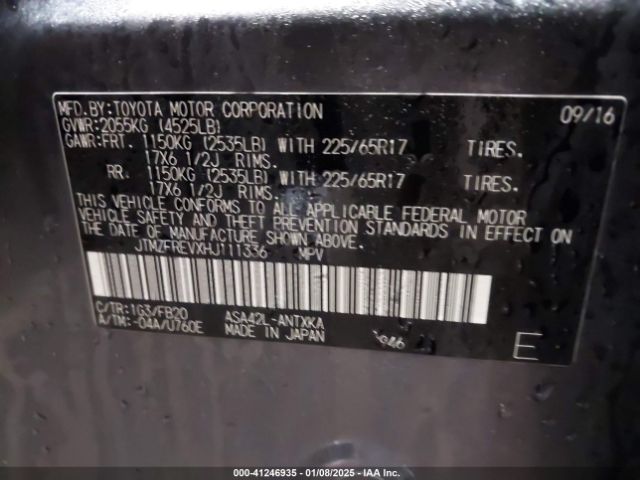 MFD.BY:TOYOTA MOTOR CORPORATION 09/16
GVWR:2055KG (4525LB)
GAWR:FRT. 1150KG (2535LB) WITH 225/65R17 TIRES.
17X6 1/2J RIMS.
RR. 1150KG (2535LB) WITH 225/65R17 TIRES.
17X6 1/2J RIMS.
THIS VEHICLE CONFORMS TO ALL APPLICABLE FEDERAL MOTOR
VEHICLE SAFETY AND THEFT PREVENTION STANDARDS IN EFFECT ON
THE DATE OF MANUFACTURE SHOWN ABOVE.
JTMZFREVXHJ111336 MPV
C/TR:1G3/FB20 ASA42L-ANTXKA
A/TM:-04A/U760E MADE IN JAPAN 946 E
000-41246935 - 01/08/2025 - IAA Inc.